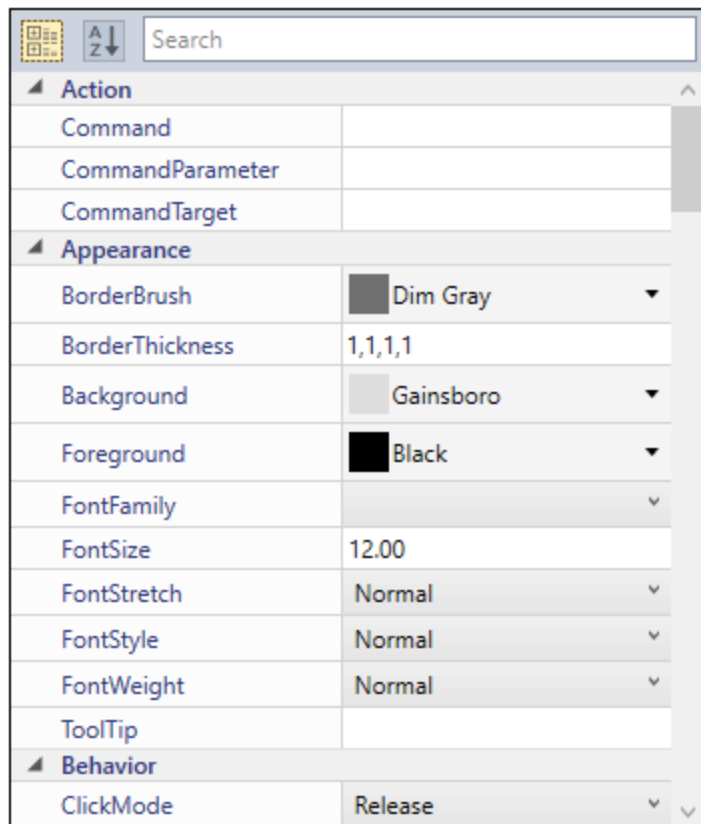 A
Z
Search
Action
Command
CommandParameter
CommandTarget
Appearance
BorderBrush Dim Gray
BorderThickness 1,1,1,1
Background Gainsboro
Foreground Black
FontFamily
FontSize 12.00
FontStretch Normal
FontStyle Normal
FontWeight Normal
ToolTip
Behavior
ClickMode Release